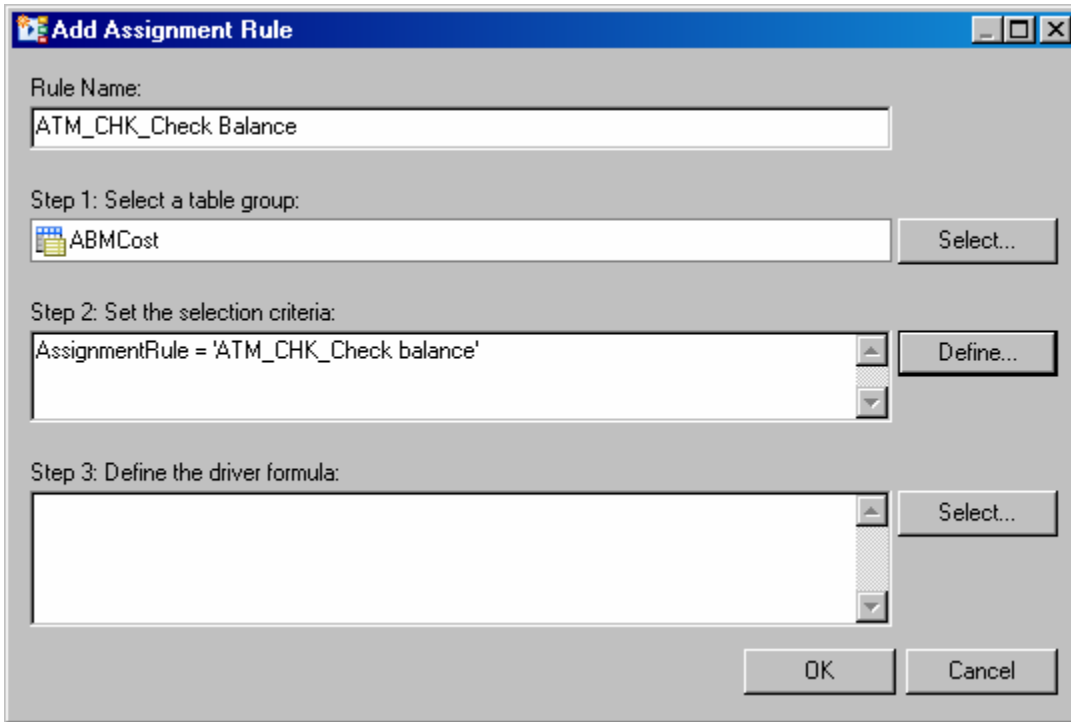 Add Assignment Rule
Rule Name:
ATM_CHK_Check Balance
Step 1: Select a table group:
ABMCost
Select...
Step 2: Set the selection criteria:
AssignmentRule = 'ATM_CHK_Check balance'
Define...
Step 3: Define the driver formula:
Select...
OK
Cancel